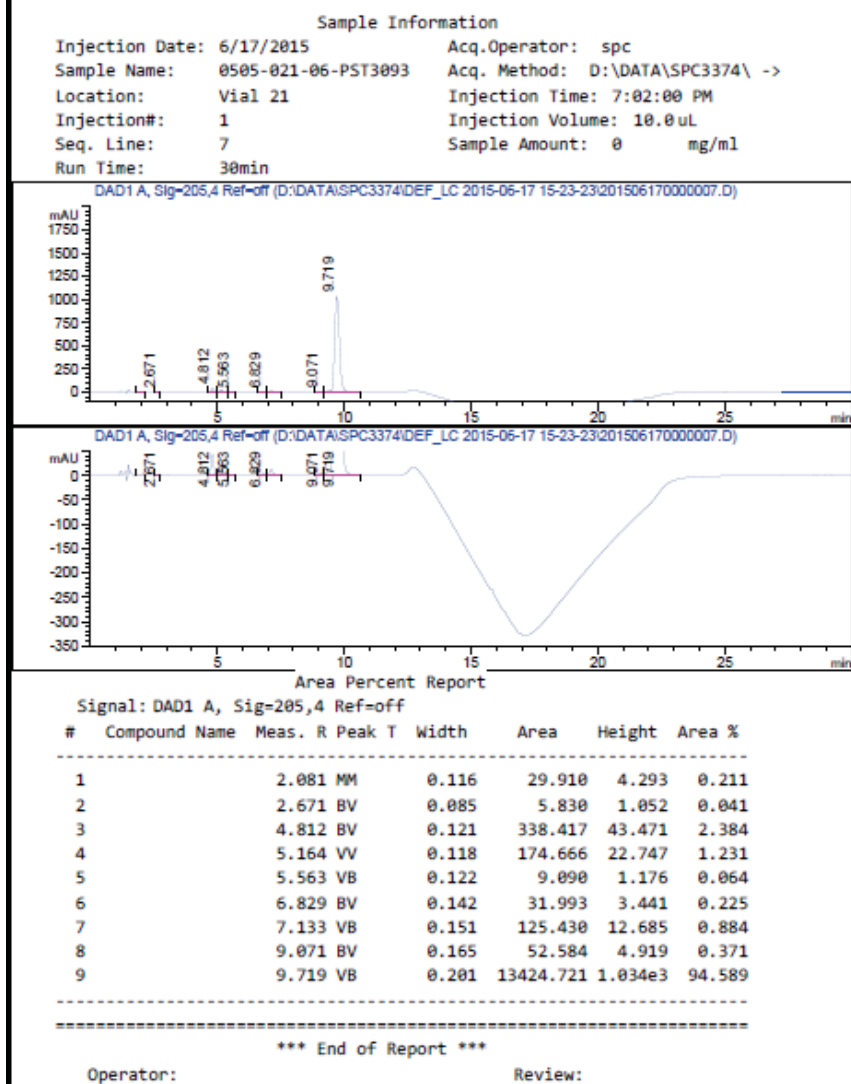 Sample Information
Injection Date: 6/17/2015 Acq.Operator: spc
Sample Name: 0505-021-06-PST3093 Acq. Method: D:\DATA\SPC3374\ ->
Location: Vial 21 Injection Time: 7:02:00 PM
Injection#: 1 Injection Volume: 10.0uL
Seq. Line: 7 Sample Amount: 0 mg/ml
Run Time: 30min
DAD1 A, Sig=205,4 Ref=off (D:\DATA\SPC3374\DEF_LC 2015-06-17 15-23-23\201506170000007.D)
mAU
1750
1500
1250
1000
750
500
250
0
2.671
4.812
5.563
6.829
9.071
9.719
5 10 15 20 25 min
DAD1 A, Sig=205,4 Ref=off (D:\DATA\SPC3374\DEF_LC 2015-06-17 15-23-23\201506170000007.D)
mAU
0
-50
-100
-150
-200
-250
-300
-350
2.671
4.812
5.563
6.829
9.071
9.719
5 10 15 20 25 min
Area Percent Report
Signal: DAD1 A, Sig=205,4 Ref=off
# Compound Name Meas. R Peak T Width Area Height Area %
1 2.081 MM 0.116 29.910 4.293 0.211
2 2.671 BV 0.085 5.830 1.052 0.041
3 4.812 BV 0.121 338.417 43.471 2.384
4 5.164 VV 0.118 174.666 22.747 1.231
5 5.563 VB 0.122 9.090 1.176 0.064
6 6.829 BV 0.142 31.993 3.441 0.225
7 7.133 VB 0.151 125.430 12.685 0.884
8 9.071 BV 0.165 52.584 4.919 0.371
9 9.719 VB 0.201 13424.721 1.034e3 94.589
*** End of Report ***
Operator: Review: